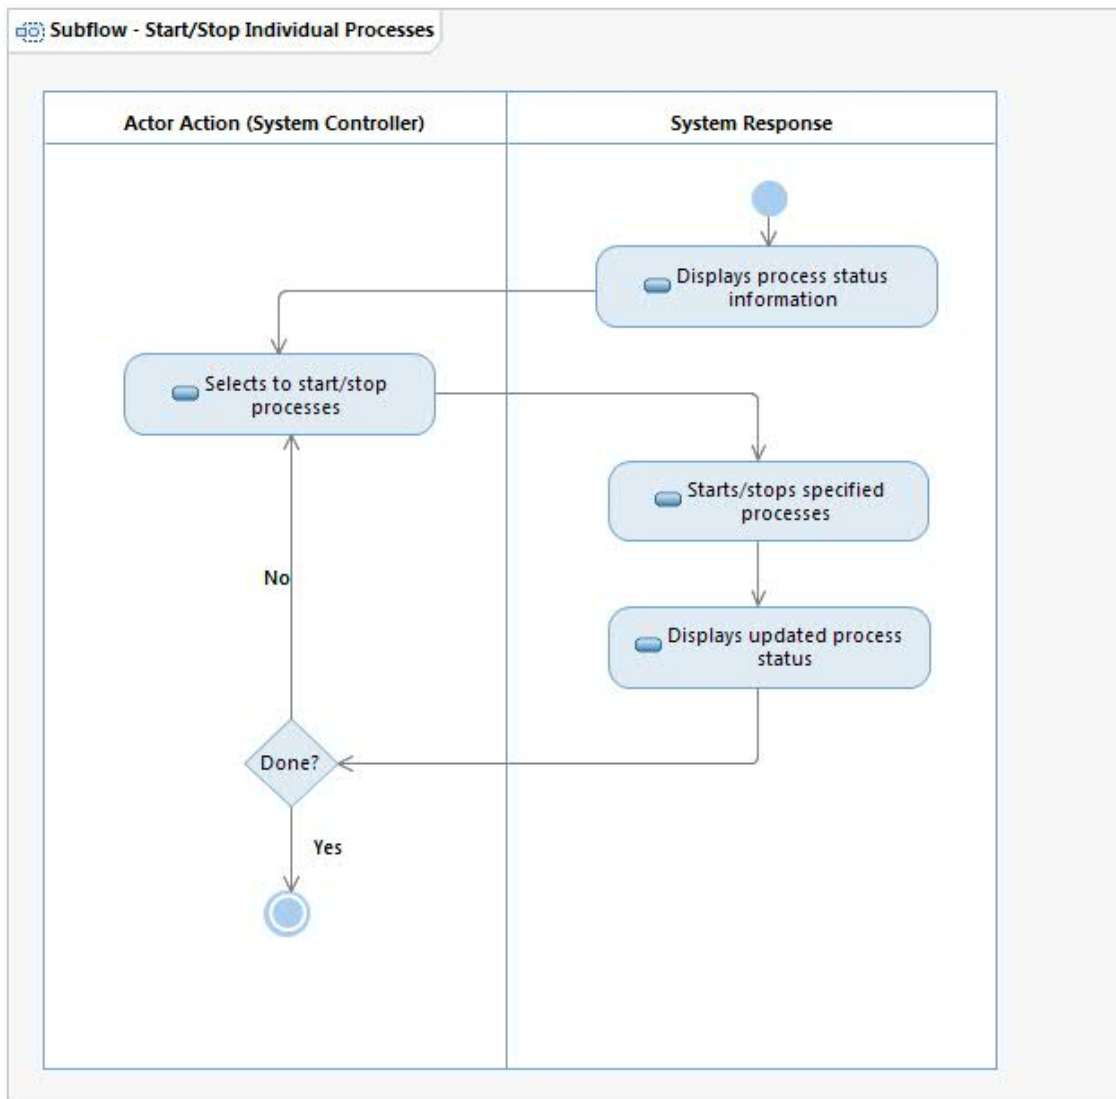 Subflow - Start/Stop Individual Processes
Actor Action (System Controller)
System Response
Displays process status
information
Selects to start/stop
processes
Starts/stops specified
processes
No
Displays updated process
status
Done?
Yes